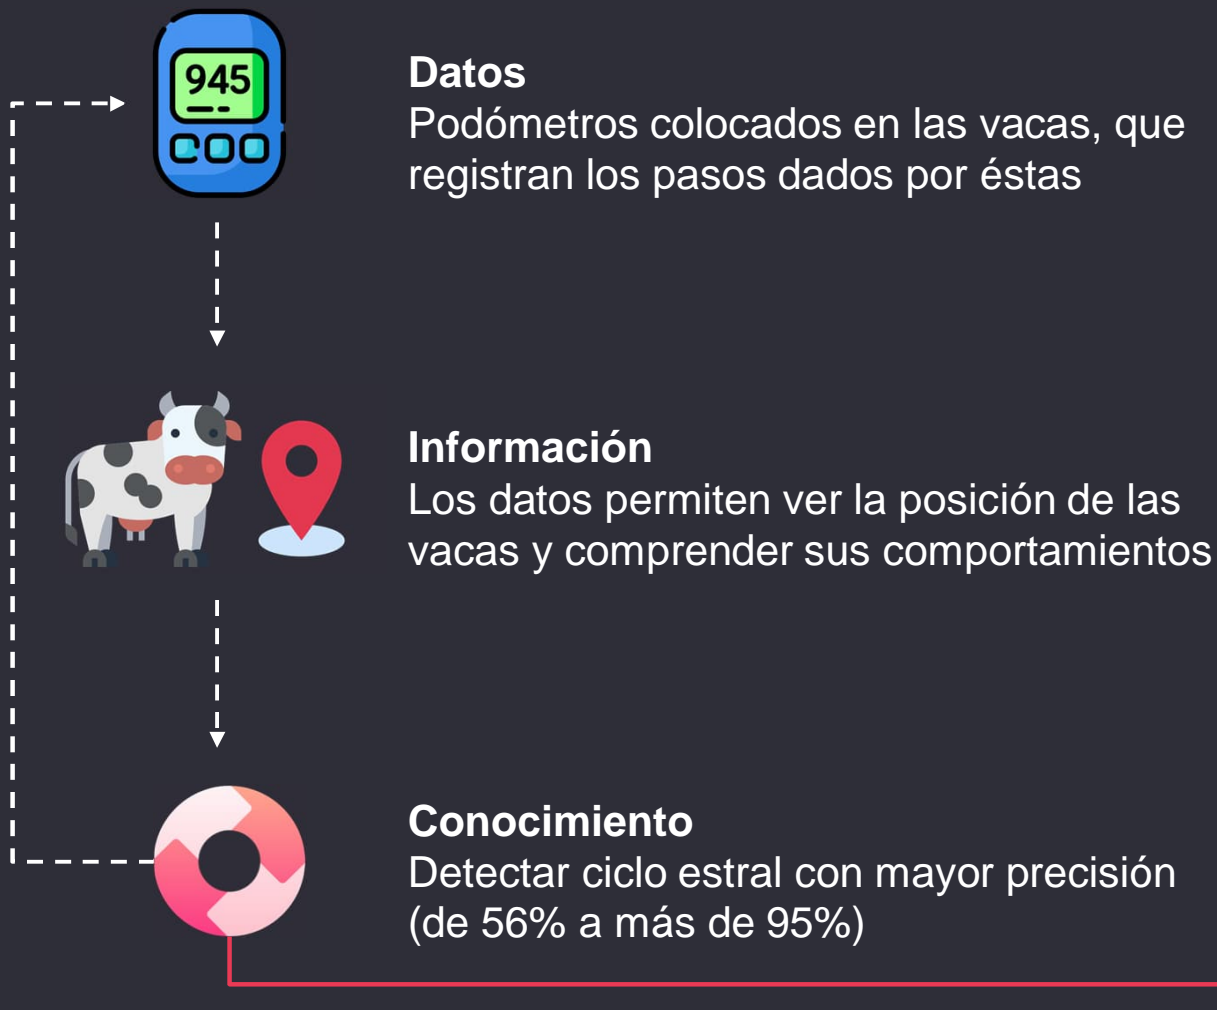 945
Datos
Podómetros colocados en las vacas, que
registran los pasos dados por éstas
Información
Los datos permiten ver la posición de las
vacas y comprender sus comportamientos
Conocimiento
Detectar ciclo estral con mayor precisión
(de 56% a más de 95%)